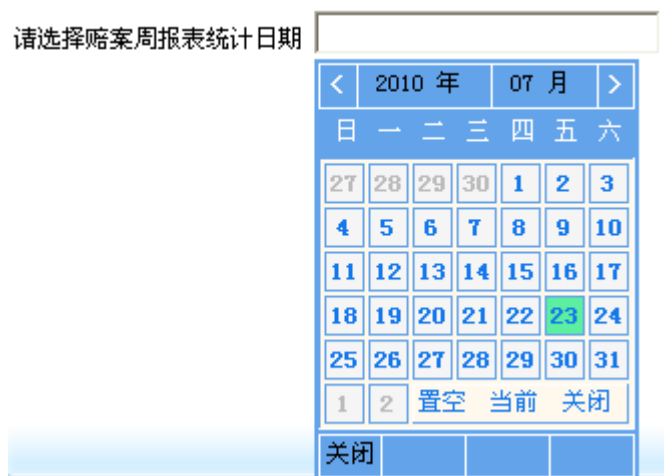 请选择赔案周报表统计日期
< 2010 年 07 月 >
日 一 二 三 四 五 六
27 28 29 30 1 2 3
4 5 6 7 8 9 10
11 12 13 14 15 16 17
18 19 20 21 22 23 24
25 26 27 28 29 30 31
1 2 置空 当前 关闭
关闭